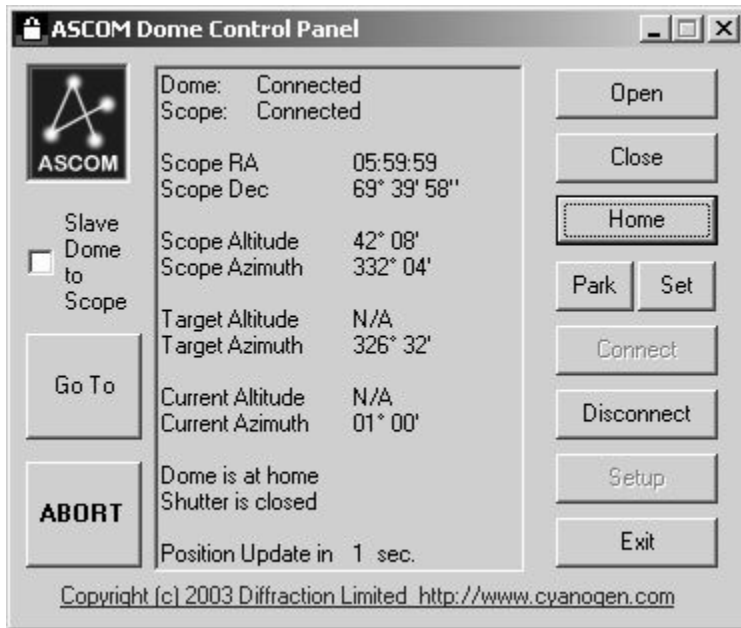 ASCOM Dome Control Panel
ASCOM
Slave
Dome
to
Scope
Go To
ABORT
Dome: Connected
Scope: Connected
Scope RA 05:59:59
Scope Dec 69° 39' 58''
Scope Altitude 42° 08'
Scope Azimuth 332° 04'
Target Altitude N/A
Target Azimuth 326° 32'
Current Altitude N/A
Current Azimuth 01° 00'
Dome is at home
Shutter is closed
Position Update in 1 sec.
Open
Close
Home
Park Set
Connect
Disconnect
Setup
Exit
Copyright (c) 2003 Diffraction Limited http://www.cyanogen.com